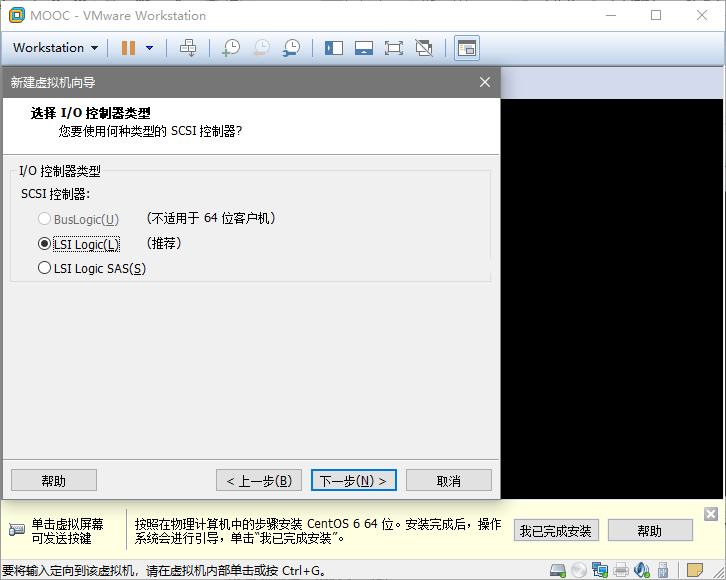 MOOC - VMware Workstation
Workstation
新建虚拟机向导
选择 I/O 控制器类型
您要使用何种类型的 SCSI 控制器?
I/O 控制器类型
SCSI 控制器:
BusLogic(U) (不适用于 64 位客户机)
LSI Logic(L) (推荐)
LSI Logic SAS(S)
帮助 < 上一步(B) 下一步(N) > 取消
单击虚拟屏幕
可发送按键
按照在物理计算机中的步骤安装 CentOS 6 64 位。安装完成后，操作
系统会进行引导，单击“我已完成安装”。
我已完成安装 帮助
要将输入定向到该虚拟机，请在虚拟机内部单击或按 Ctrl+G。